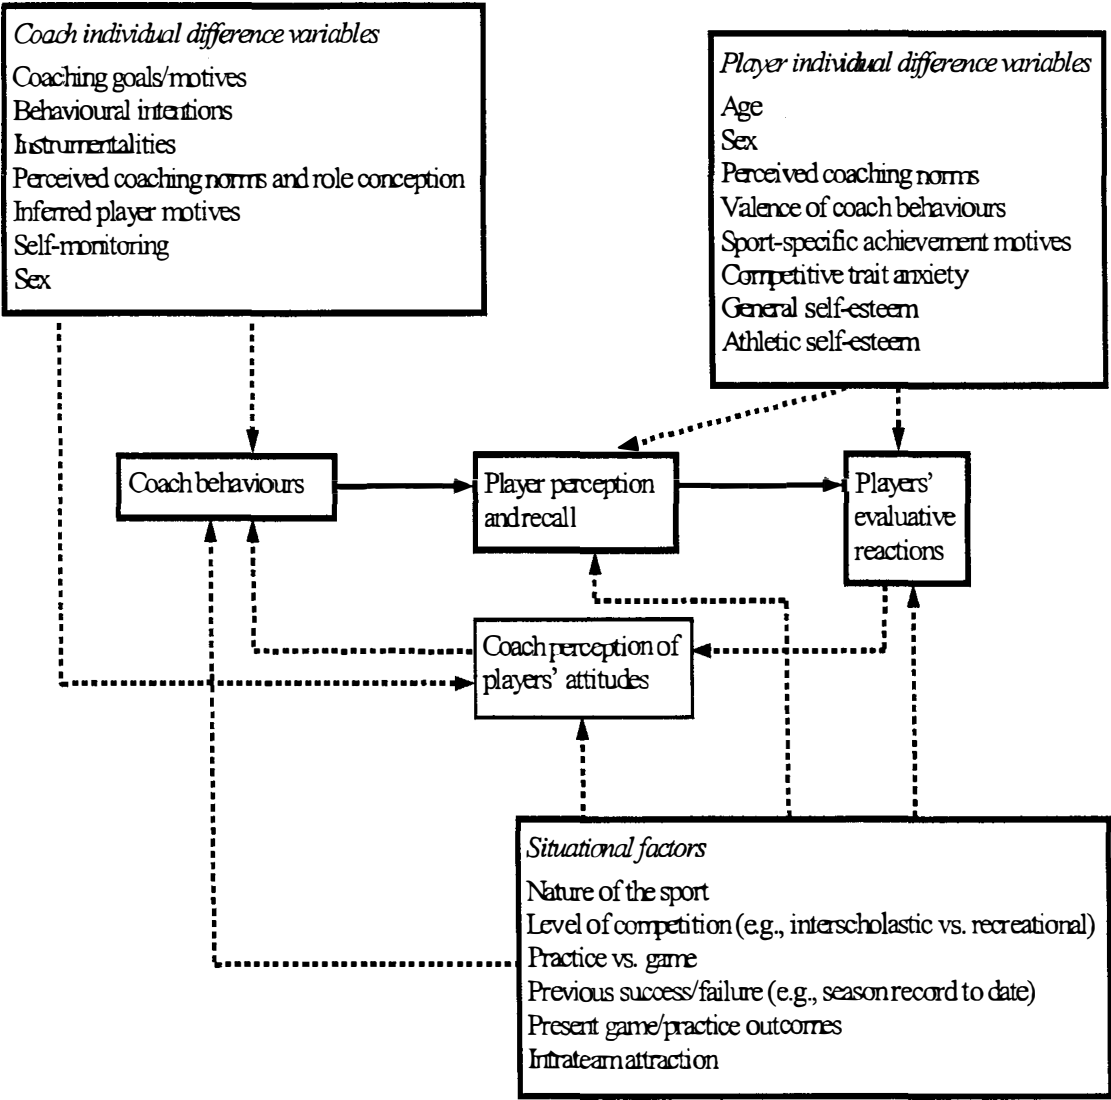 Coach individual difference variables
Coaching goals/motives
Behavioural intentions
Instrumentalities
Perceived coaching norms and role conception
Inferred player motives
Self-monitoring
Sex
Player individual difference variables
Age
Sex
Perceived coaching norms
Valence of coach behaviours
Sport-specific achievement motives
Competitive trait anxiety
General self-esteem
Athletic self-esteem
Coach behaviours
Player perception
and recall
Players'
evaluative
reactions
Coach perception of
players' attitudes
Situational factors
Nature of the sport
Level of competition (e.g., interscholastic vs. recreational)
Practice vs. game
Previous success/failure (e.g., season record to date)
Present game/practice outcomes
Intrateam attraction